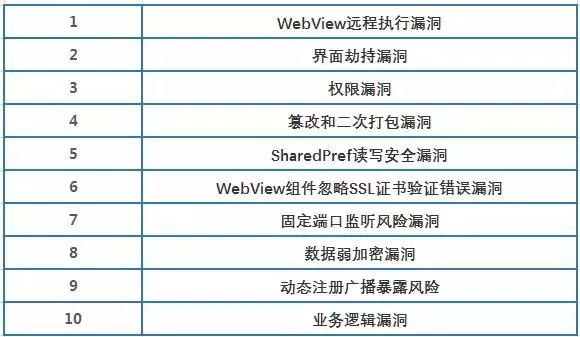 1 WebView远程执行漏洞
2 界面劫持漏洞
3 权限漏洞
4 篡改和二次打包漏洞
5 SharedPref读写安全漏洞
6 WebView组件忽略SSL证书验证错误漏洞
7 固定端口监听风险漏洞
8 数据弱加密漏洞
9 动态注册广播暴露风险
10 业务逻辑漏洞